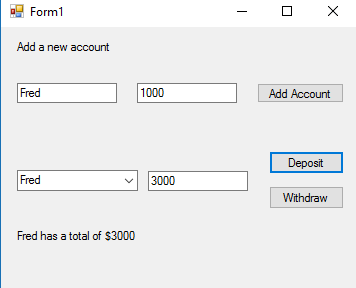 Form1
Add a new account
Fred 1000 Add Account
Deposit
Fred 3000
Withdraw
Fred has a total of $3000